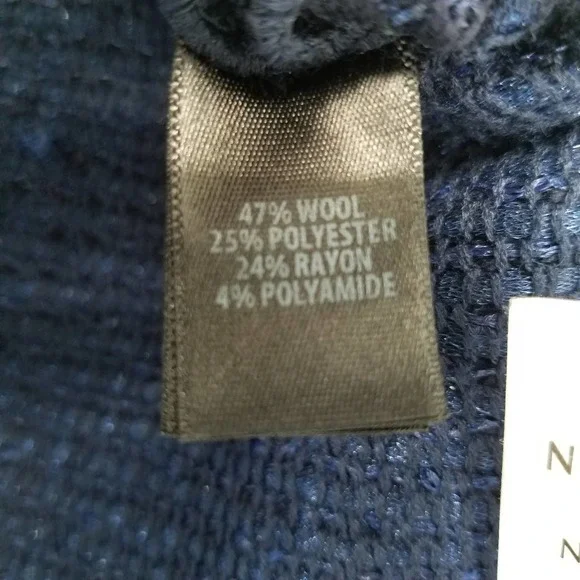 47% WOOL
25% POLYESTER
24% RAYON
4% POLYAMIDE
N
N